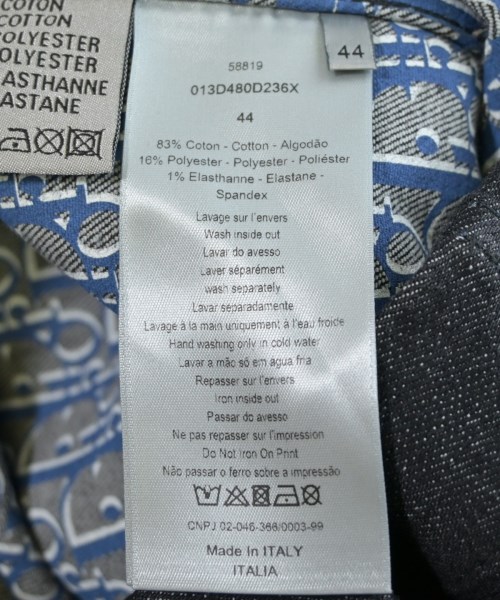 COTON
COTTON
POLYESTER
POLYESTER
ELASTHANNE
ELASTANE
44
58819
013D480D236X
44
83% Coton - Cotton - Algodão
16% Polyester - Polyester - Poliéster
1% Elasthanne - Elastane -
Spandex
Lavage sur l'envers
Wash inside out
Lavar do avesso
Laver séparément
wash separately
Lavar separadamente
Lavage à la main uniquement à l'eau froide
Hand washing only in cold water
Lavar a mão só em agua fria
Repasser sur l'envers
Iron inside out
Passar do avesso
Ne pas repasser sur l'impression
Do Not Iron On Print
Não passar o ferro sobre a impressão
CNPJ 02-046-366/0003-99
Made In ITALY
ITALIA